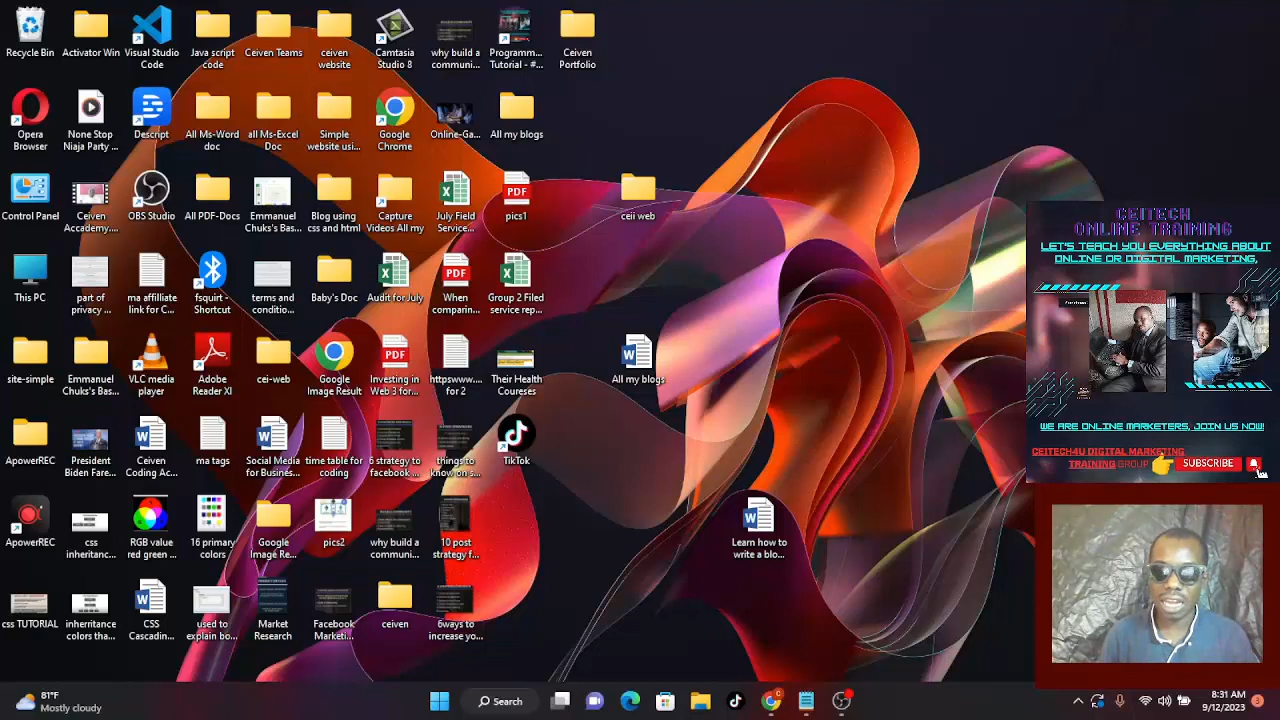 Recycle Bin
Activator Win
Visual Studio
Code
Java script
code
Ceiven Teams
ceiven
website
Camtasia
Studio 8
why build a
communi...
Programm...
Tutorial - #...
Ceiven
Portfolio
Opera
Browser
None Stop
Niaja Party ...
Descript
All Ms-Word
doc
all Ms-Excel
Doc
Simple
website usi...
Google
Chrome
Online-Ga...
All my blogs
Control Panel
Ceiven
Accademy....
OBS Studio
All PDF-Docs
Emmanuel
Chuks's Bas...
Blog using
css and html
Capture
Videos All my
July Field
Service...
pics1
ceii web
This PC
part of
privacy ...
ma affilliate
link for C...
fsquirt -
Shortcut
terms and
conditio...
Baby's Doc
Audit for July
When
comparin...
Group 2 Filed
service rep...
site-simple
Emmanuel
Chuks's Bas...
VLC media
player
Adobe
Reader XI
cei-web
Google
Image Result
Investing in
Web 3 for...
httpswww....
for 2
Their Health
Coureses
All my blogs
ApowerREC
Presidant
Biden Fare...
Ceiven
Coding Ac...
ma tags
Social Media
for Busines...
time table for
coding
6 strategy to
facebook ...
things to
know on s...
TikTok
ApowerREC
css
inheritanc...
RGB value
red green ...
16 primary
colors
Google
Image Re...
pics2
why build a
communi...
10 post
strategy f...
Learn how to
write a blo...
css TUTORIAL
inherritance
colors tha...
CSS
Cascadin...
used to
explain bo...
Market
Research
Facebook
Marketi...
ceiven
6ways to
increase yo...
CEITECH
ONLINE TRAINING
LET'S TEACH YOU EVERYTHING ABOUT
ONLINE OR DIGITAL MARKETING,
CEITECH4U DIGITAL MARKETING
TRAINING GROUP
SUBSCRIBE
81°F
Mostly cloudy
Search
8:31 AM
9/12/2023
3